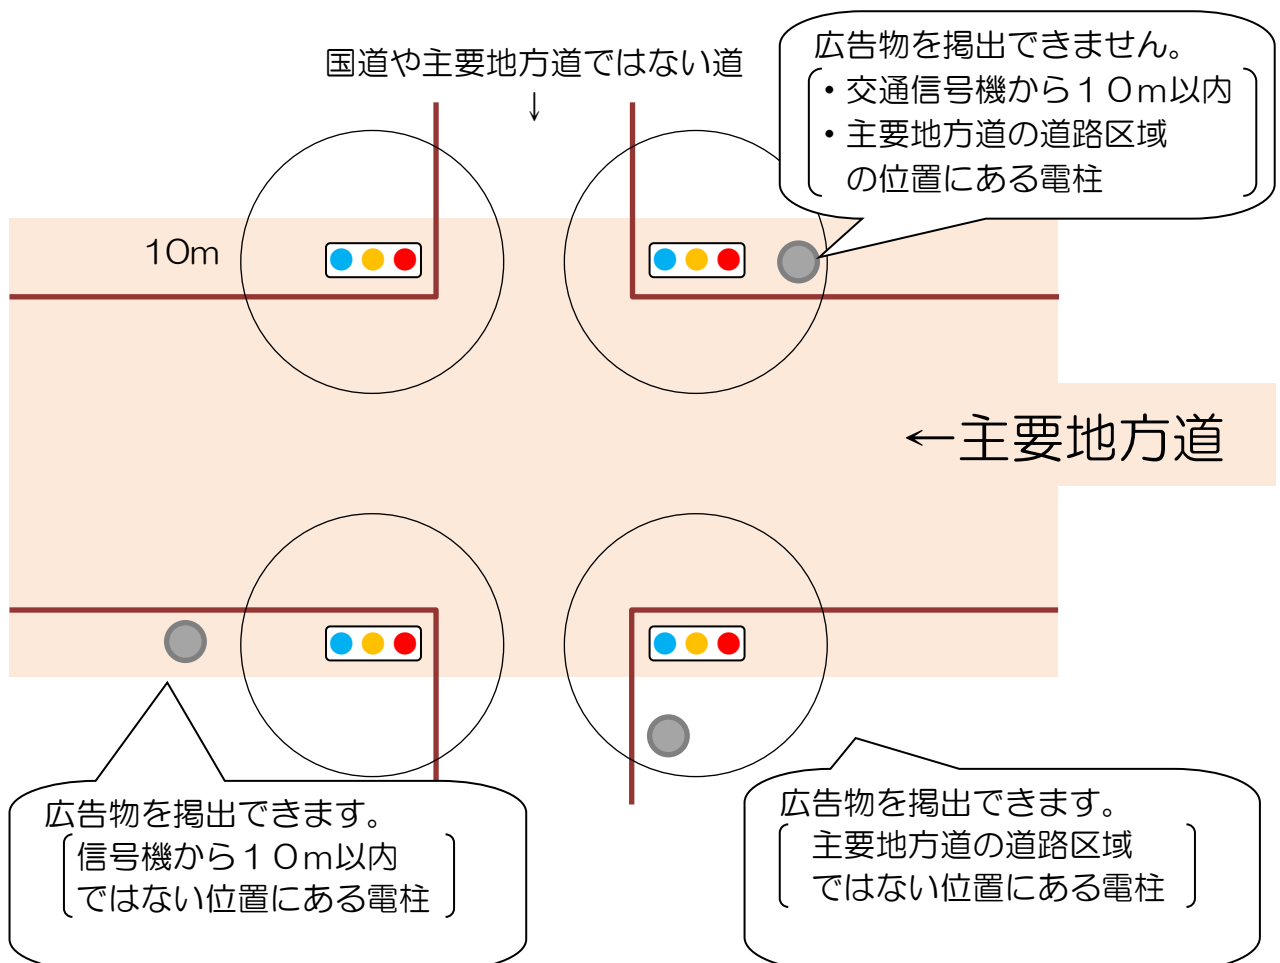 国道や主要地方道ではない道
↓
広告物を掲出できません。
・交通信号機から１０ｍ以内
・主要地方道の道路区域
の位置にある電柱
10m
←主要地方道
広告物を掲出できます。
信号機から１０ｍ以内
ではない位置にある電柱
広告物を掲出できます。
主要地方道の道路区域
ではない位置にある電柱